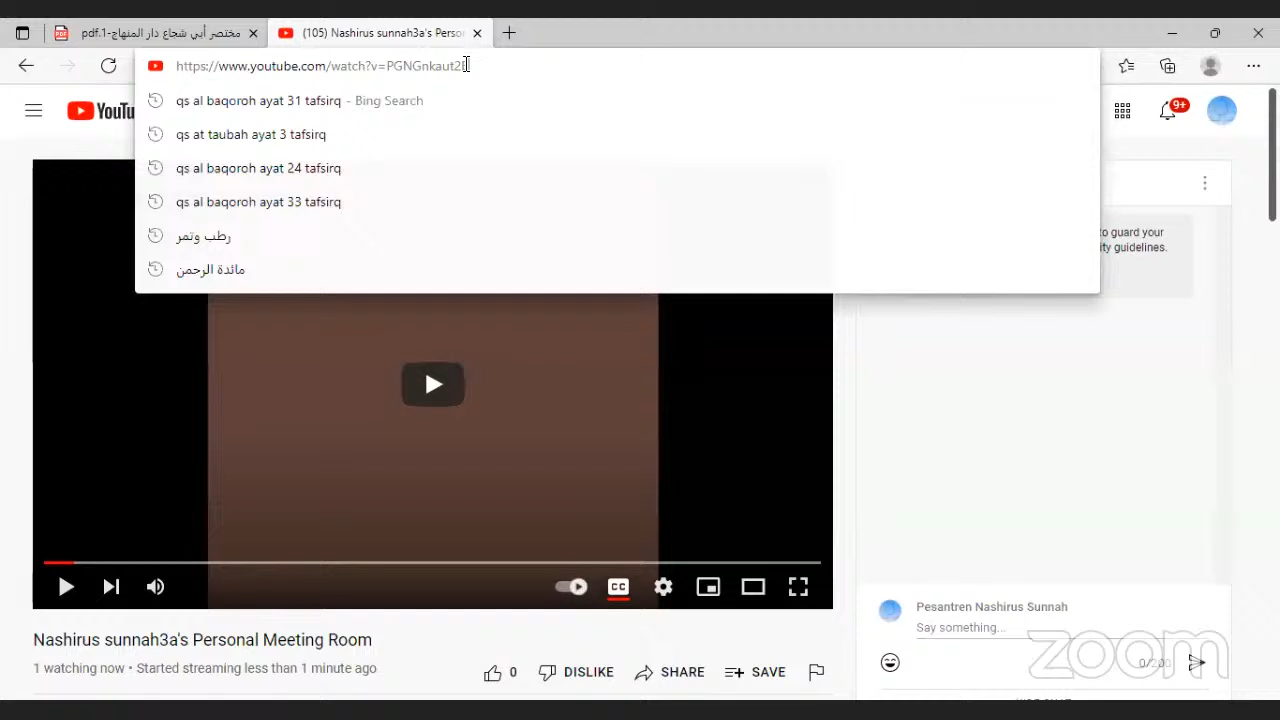 مختصر أبي شجاع دار المنهاج-1.pdf
(105) Nashirus sunnah3a's Perso
https://www.youtube.com/watch?v=PGNGnkaut2
qs al baqoroh ayat 31 tafsirq - Bing Search
qs at taubah ayat 3 tafsirq
qs al baqoroh ayat 24 tafsirq
qs al baqoroh ayat 33 tafsirq
رطب وتمر
مائدة الرحمن
YouTu
9+
to guard your
ity guidelines.
CC
Nashirus sunnah3a's Personal Meeting Room
1 watching now • Started streaming less than 1 minute ago
0 DISLIKE SHARE SAVE
Pesantren Nashirus Sunnah
Say something...
0/200
zoom